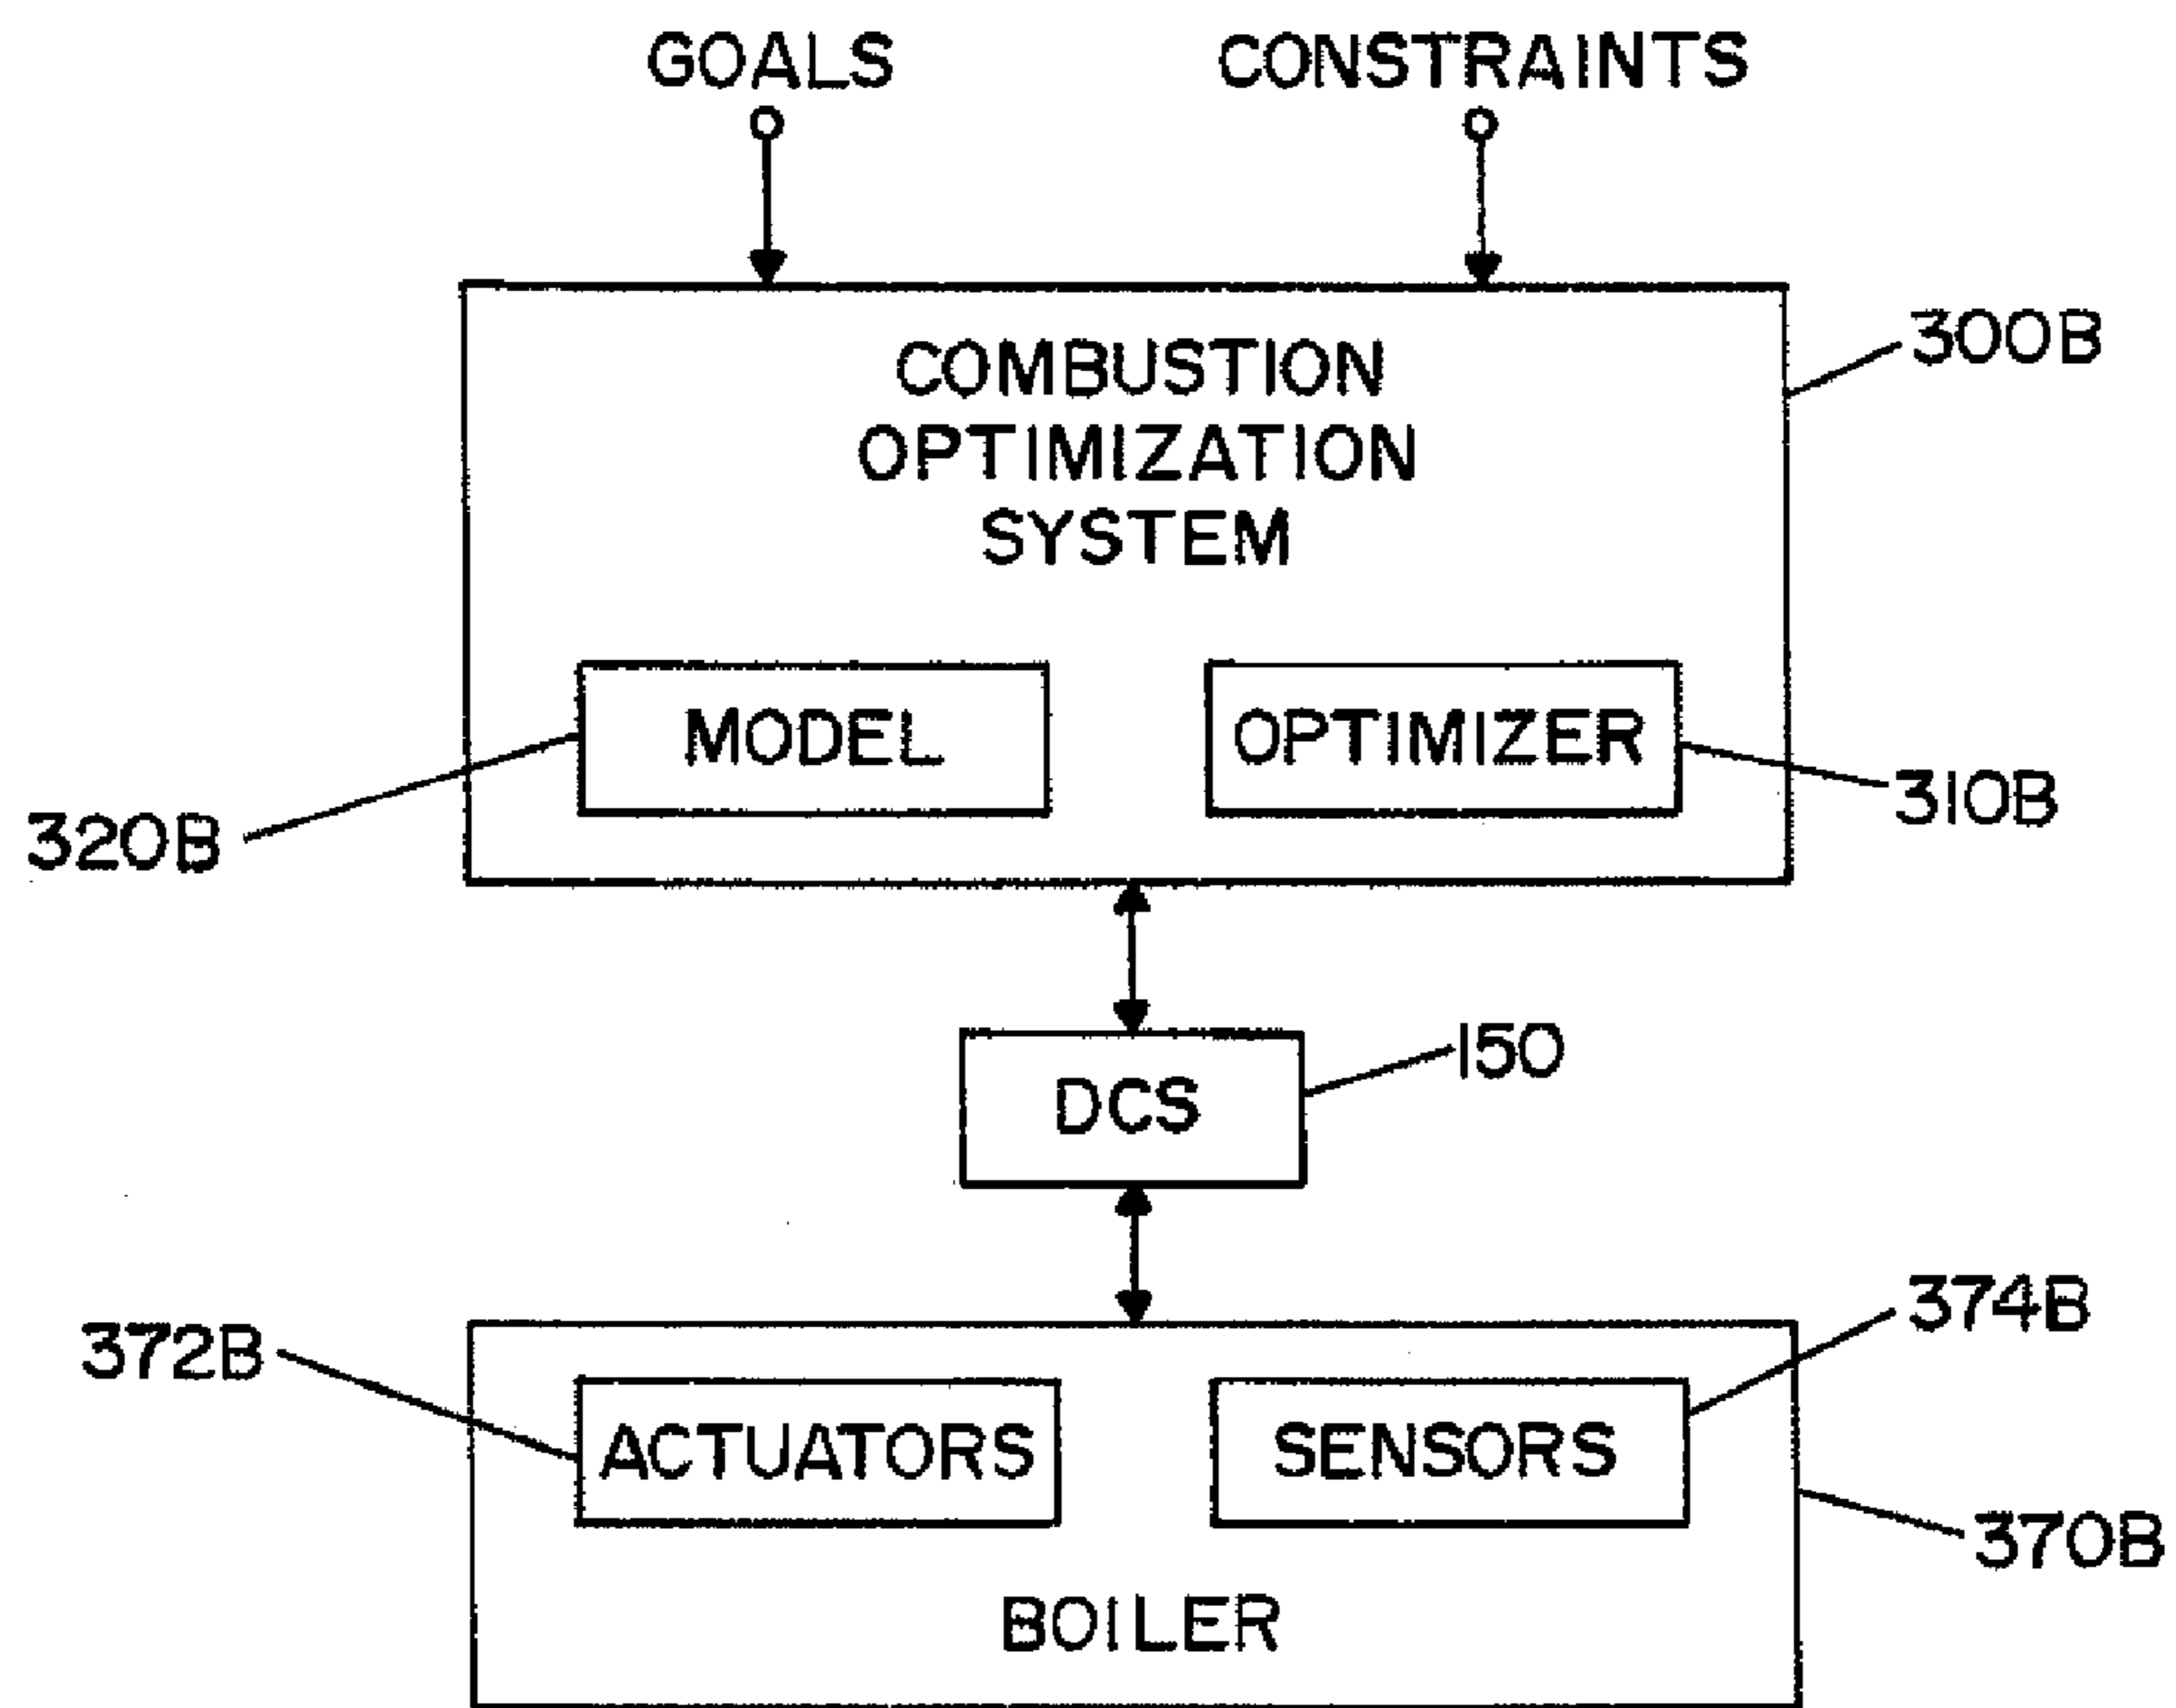 GOALS
CONSTRAINTS
COMBUSTION
OPTIMIZATION
SYSTEM
300B
MODEL
OPTIMIZER
310B
320B
DCS
150
374B
372B
ACTUATORS
SENSORS
370B
BOILER